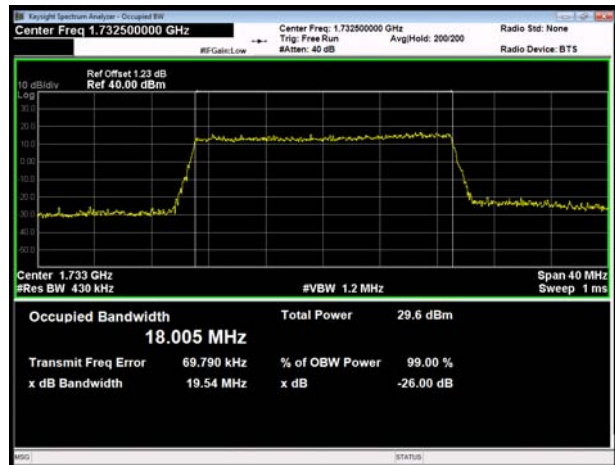 Keysight Spectrum Analyzer - Occupied BW
Center Freq 1.732500000 GHz
#IFGain:Low
Center Freq: 1.732500000 GHz
Trig: Free Run Avg|Hold: 200/200
#Atten: 40 dB
Radio Std: None
Radio Device: BTS
Ref Offset 1.23 dB
10 dB/div Ref 40.00 dBm
Log
30.0
20.0
10.0
0.00
-10.0
-20.0
-30.0
-40.0
-50.0
Center 1.733 GHz Span 40 MHz
#Res BW 430 kHz #VBW 1.2 MHz Sweep 1 ms
Occupied Bandwidth Total Power 29.6 dBm
18.005 MHz
Transmit Freq Error 69.790 kHz % of OBW Power 99.00 %
x dB Bandwidth 19.54 MHz x dB -26.00 dB
MSG STATUS